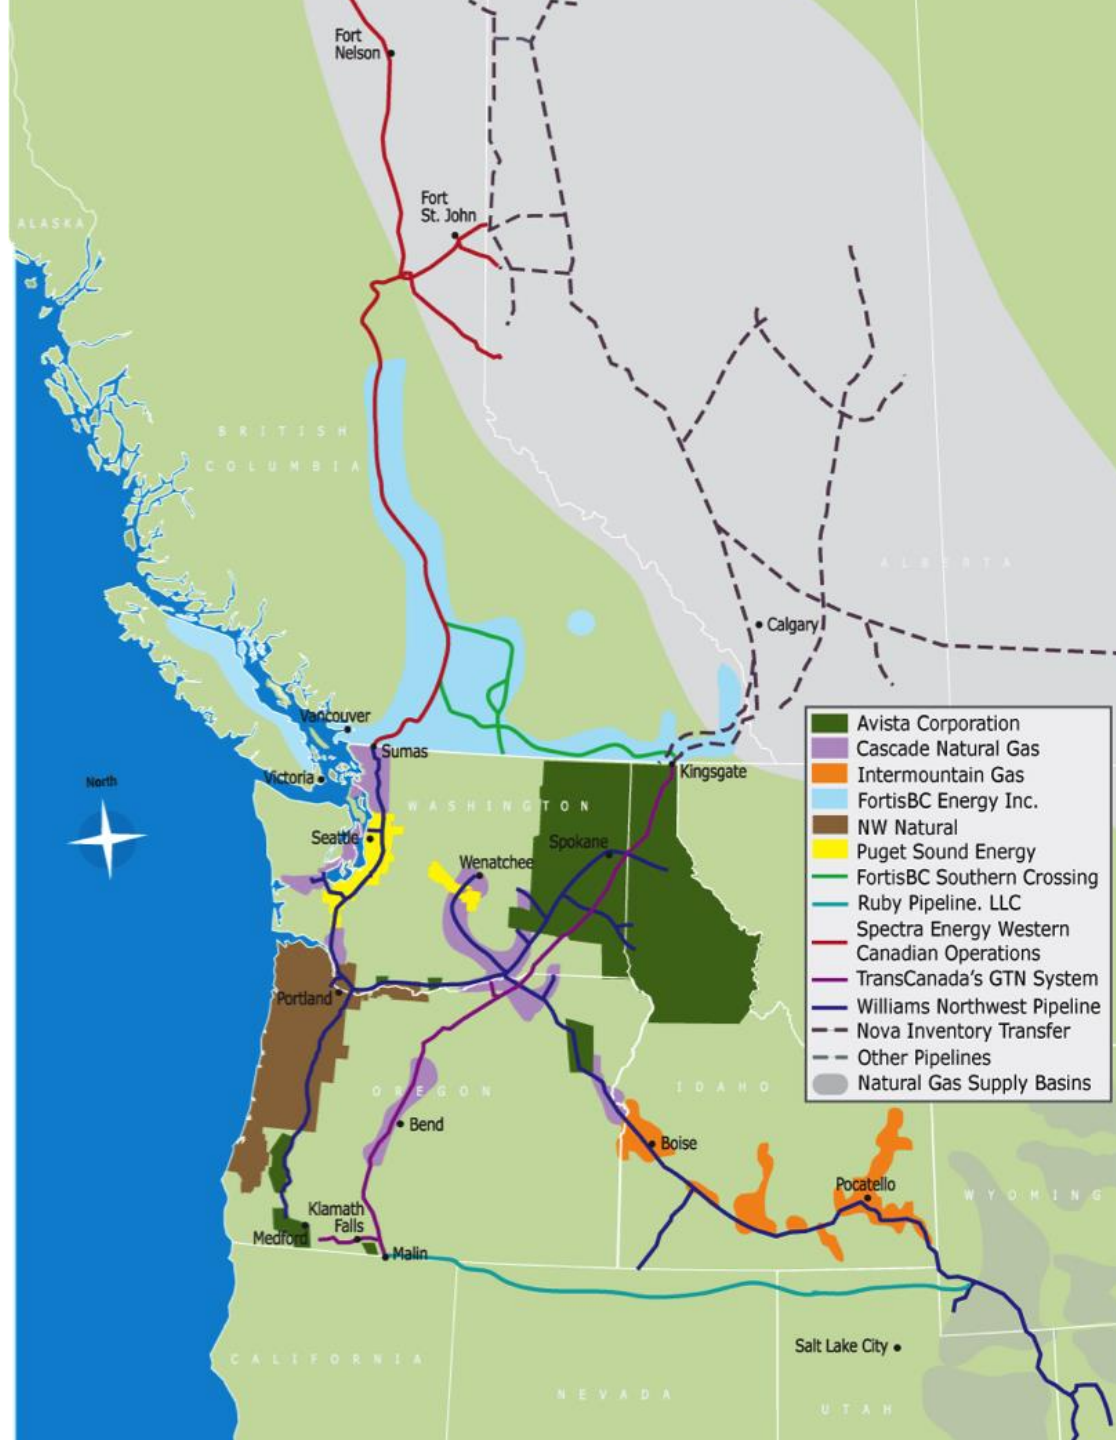 Fort
Nelson
Fort
St. John
ALASKA
BRITISH
COLUMBIA
ALBERTA
Calgary
Vancouver
Sumas
Victoria
Kingsgate
North
WASHINGTON
Seattle
Spokane
Wenatchee
Portland
OREGON
IDAHO
Bend
Boise
Pocatello
WYOMING
Klamath
Falls
Medford
Malin
Salt Lake City
CALIFORNIA
NEVADA
UTAH
Avista Corporation
Cascade Natural Gas
Intermountain Gas
FortisBC Energy Inc.
NW Natural
Puget Sound Energy
FortisBC Southern Crossing
Ruby Pipeline. LLC
Spectra Energy Western
Canadian Operations
TransCanada's GTN System
Williams Northwest Pipeline
Nova Inventory Transfer
Other Pipelines
Natural Gas Supply Basins